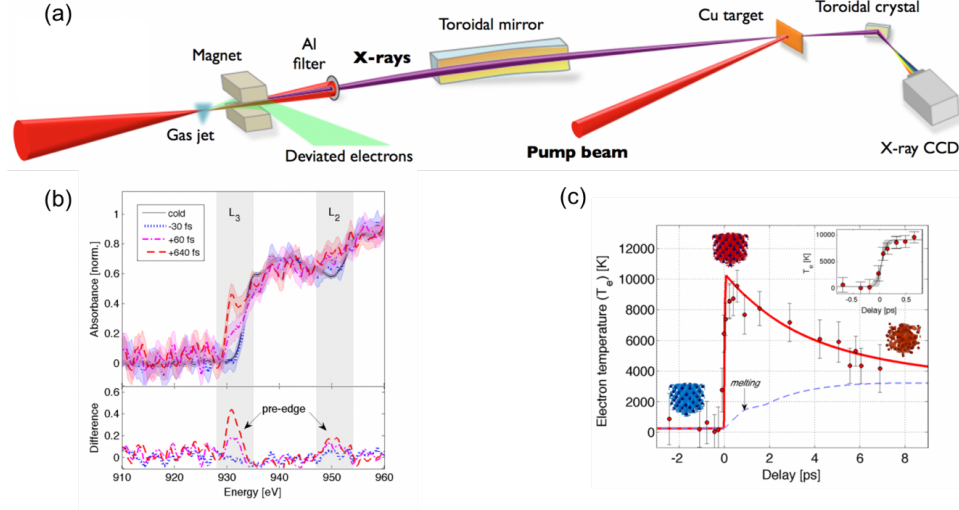 (a)
Magnet
Al
filter
X-rays
Toroidal mirror
Cu target
Toroidal crystal
Gas jet
Deviated electrons
Pump beam
X-ray CCD
(b)
L3
L2
cold
-30 fs
+60 fs
+640 fs
Absorbance [norm.]
1
0.8
0.6
0.4
0.2
0
pre-edge
Difference
0.6
0.4
0.2
0
910 920 930 940 950 960
Energy [eV]
(c)
Electron temperature (Te) [K]
12000
10000
8000
6000
4000
2000
0
melting
-2 0 2 4 6 8
Delay [ps]
Te [K]
10000
5000
0
-0.5 0 0.5
Delay [ps]